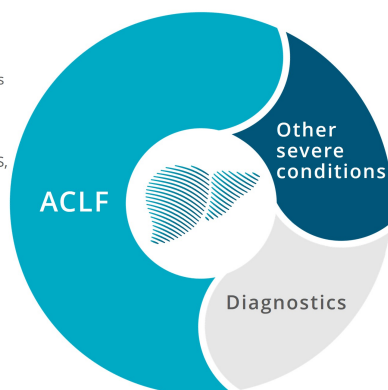 s
S,
Other
severe
conditions
ACLF
Diagnostics